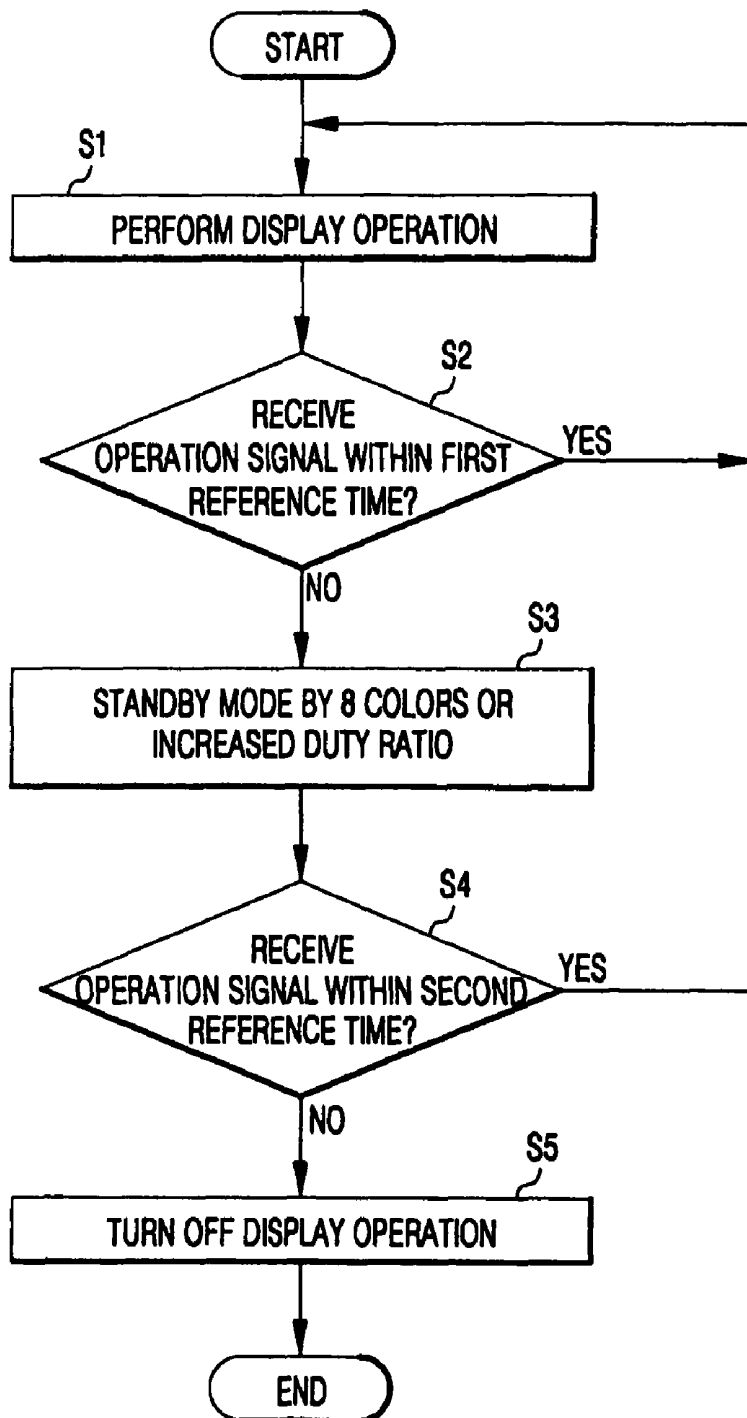 START
S1
PERFORM DISPLAY OPERATION
S2
RECEIVE
OPERATION SIGNAL WITHIN FIRST
REFERENCE TIME?
YES
NO
S3
STANDBY MODE BY 8 COLORS OR
INCREASED DUTY RATIO
S4
RECEIVE
OPERATION SIGNAL WITHIN SECOND
REFERENCE TIME?
YES
NO
S5
TURN OFF DISPLAY OPERATION
END